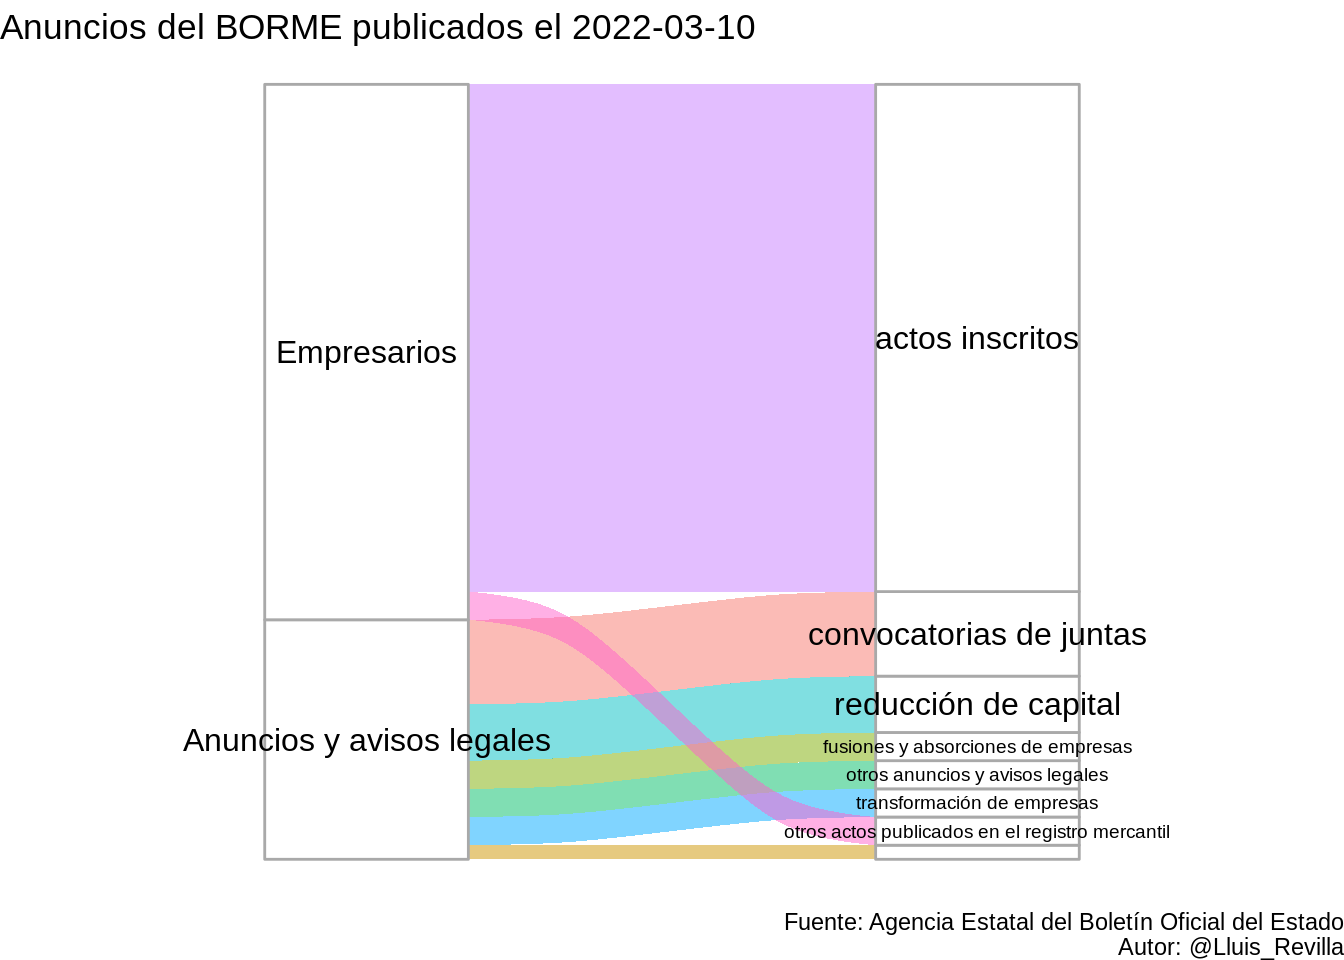 Anuncios del BORME publicados el 2022-03-10
Empresarios
actos inscritos
convocatorias de juntas
reducción de capital
Anuncios y avisos legales
fusiones y absorciones de empresas
otros anuncios y avisos legales
transformación de empresas
otros actos publicados en el registro mercantil
Fuente: Agencia Estatal del Boletín Oficial del Estado
Autor: @Lluis_Revilla